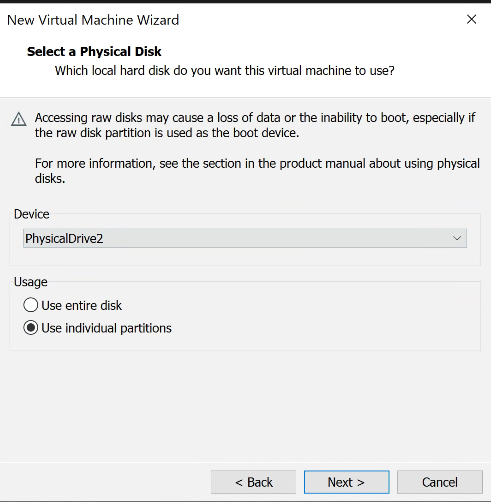 New Virtual Machine Wizard
Select a Physical Disk
Which local hard disk do you want this virtual machine to use?
Accessing raw disks may cause a loss of data or the inability to boot, especially if
the raw disk partition is used as the boot device.
For more information, see the section in the product manual about using physical
disks.
Device
PhysicalDrive2
Usage
Use entire disk
Use individual partitions
< Back
Next >
Cancel